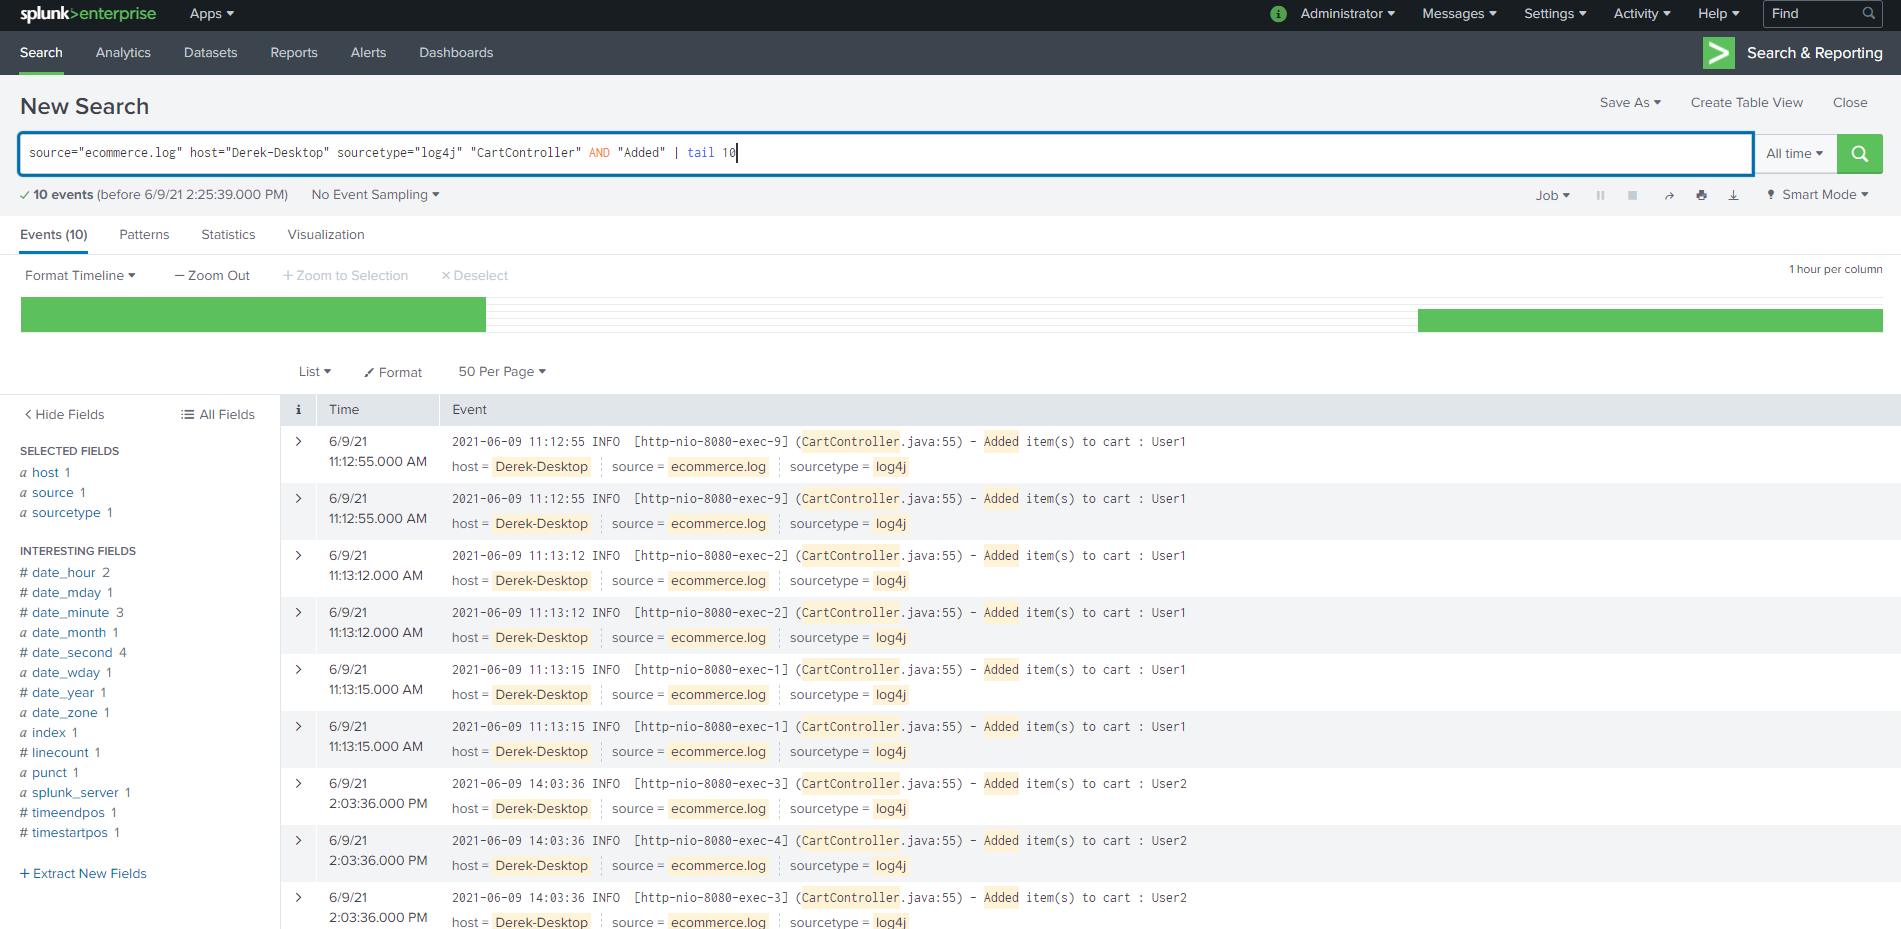 splunk>enterprise Apps Administrator Messages Settings Activity Help Find
Search Analytics Datasets Reports Alerts Dashboards Search & Reporting
New Search Save As Create Table View Close
source="ecommerce.log" host="Derek-Desktop" sourcetype="log4j" "CartController" AND "Added" | tail 10 All time
10 events (before 6/9/21 2:25:39.000 PM) No Event Sampling Job Smart Mode
Events (10) Patterns Statistics Visualization
Format Timeline — Zoom Out + Zoom to Selection × Deselect 1 hour per column
List Format 50 Per Page
< Hide Fields All Fields
SELECTED FIELDS
a host 1
a source 1
a sourcetype 1
INTERESTING FIELDS
# date_hour 2
# date_mday 1
# date_minute 3
a date_month 1
# date_second 4
a date_wday 1
# date_year 1
a date_zone 1
a index 1
# linecount 1
a punct 1
a splunk_server 1
# timeendpos 1
# timestartpos 1
+ Extract New Fields
i Time Event
6/9/21 2021-06-09 11:12:55 INFO [http-nio-8080-exec-9] (CartController.java:55) - Added item(s) to cart : User1
11:12:55.000 AM host = Derek-Desktop source = ecommerce.log sourcetype = log4j
6/9/21 2021-06-09 11:12:55 INFO [http-nio-8080-exec-9] (CartController.java:55) - Added item(s) to cart : User1
11:12:55.000 AM host = Derek-Desktop source = ecommerce.log sourcetype = log4j
6/9/21 2021-06-09 11:13:12 INFO [http-nio-8080-exec-2] (CartController.java:55) - Added item(s) to cart : User1
11:13:12.000 AM host = Derek-Desktop source = ecommerce.log sourcetype = log4j
6/9/21 2021-06-09 11:13:12 INFO [http-nio-8080-exec-2] (CartController.java:55) - Added item(s) to cart : User1
11:13:12.000 AM host = Derek-Desktop source = ecommerce.log sourcetype = log4j
6/9/21 2021-06-09 11:13:15 INFO [http-nio-8080-exec-1] (CartController.java:55) - Added item(s) to cart : User1
11:13:15.000 AM host = Derek-Desktop source = ecommerce.log sourcetype = log4j
6/9/21 2021-06-09 11:13:15 INFO [http-nio-8080-exec-1] (CartController.java:55) - Added item(s) to cart : User1
11:13:15.000 AM host = Derek-Desktop source = ecommerce.log sourcetype = log4j
6/9/21 2021-06-09 14:03:36 INFO [http-nio-8080-exec-3] (CartController.java:55) - Added item(s) to cart : User2
2:03:36.000 PM host = Derek-Desktop source = ecommerce.log sourcetype = log4j
6/9/21 2021-06-09 14:03:36 INFO [http-nio-8080-exec-4] (CartController.java:55) - Added item(s) to cart : User2
2:03:36.000 PM host = Derek-Desktop source = ecommerce.log sourcetype = log4j
6/9/21 2021-06-09 14:03:36 INFO [http-nio-8080-exec-3] (CartController.java:55) - Added item(s) to cart : User2
2:03:36.000 PM host = Derek-Desktop source = ecommerce.log sourcetype = log4j